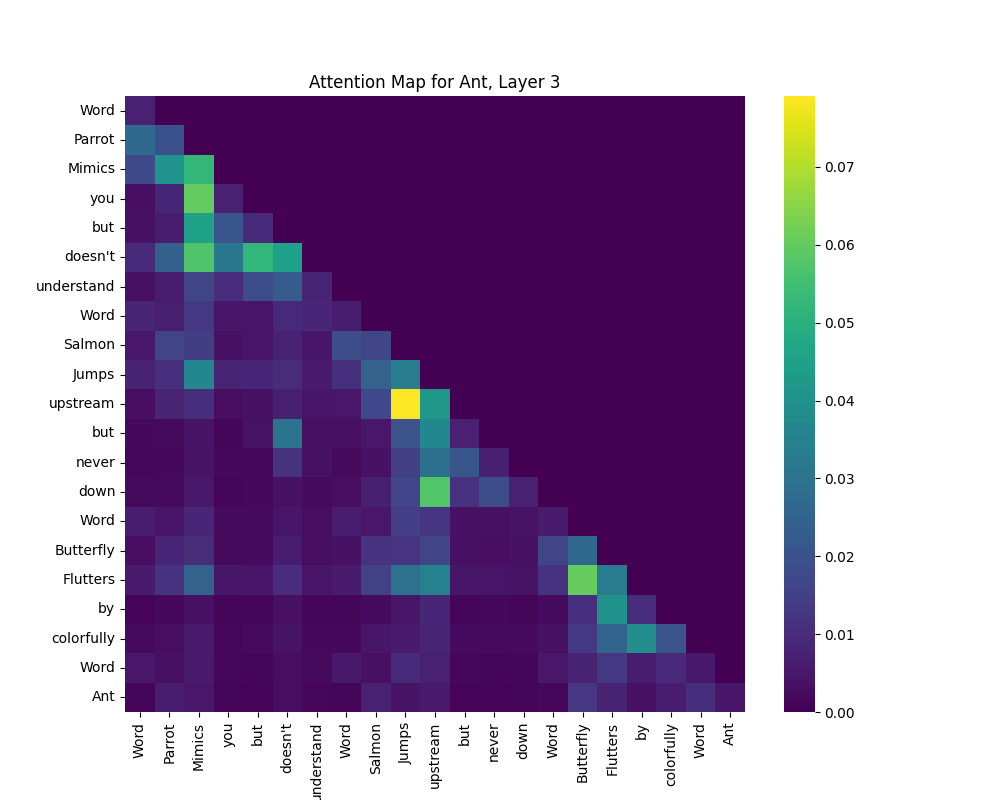 Attention Map for Ant, Layer 3
Word
Parrot
Mimics
you
but
doesn't
understand
Word
Salmon
Jumps
upstream
but
never
down
Word
Butterfly
Flutters
by
colorfully
Word
Ant
0.07
0.06
0.05
0.04
0.03
0.02
0.01
0.00
Word
Parrot
Mimics
you
but
doesn't
understand
Word
Salmon
Jumps
upstream
but
never
down
Word
Butterfly
Flutters
by
colorfully
Word
Ant